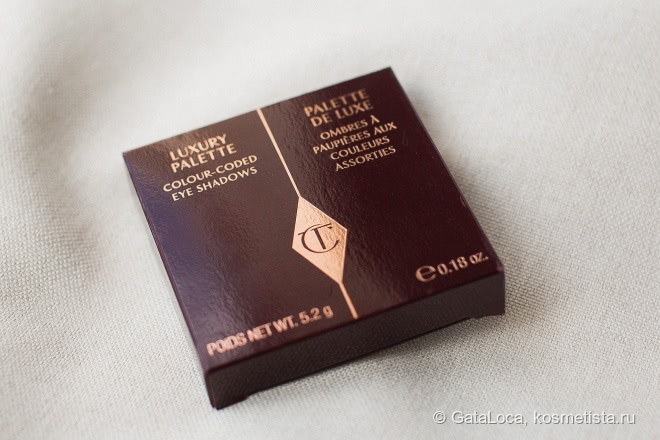 LUXURY
PALETTE
COLOUR-CODED
EYE SHADOWS
PALETTE
DE LUXE
OMBRES À
PAUPIÈRES AUX
COULEURS
ASSORTIES
CT
POIDS NET WT. 5.2 g
℮0.18 oz.
© GataLoca, kosmetista.ru